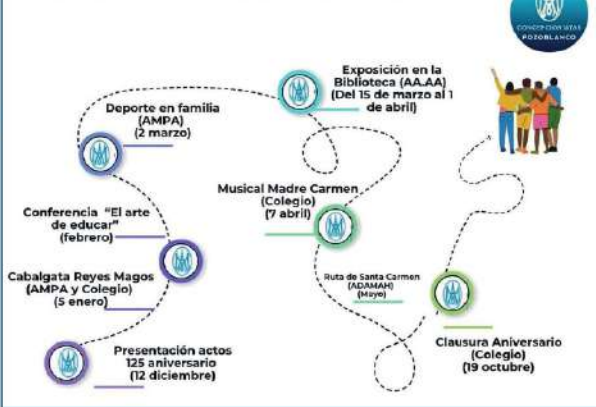 CONCEPCIONISTAS
POZOBLANCO
Exposición en la
Biblioteca (AA.AA)
(Del 15 de marzo al 1
de abril)
Deporte en familia
(AMPA)
(2 marzo)
Musical Madre Carmen
(Colegio)
(7 abril)
Conferencia "El arte
de educar"
(febrero)
Cabalgata Reyes Magos
(AMPA y Colegio)
(5 enero)
Ruta de Santa Carmen
(ADAMAH)
(Mayo)
Presentación actos
125 aniversario
(12 diciembre)
Clausura Aniversario
(Colegio)
(19 octubre)